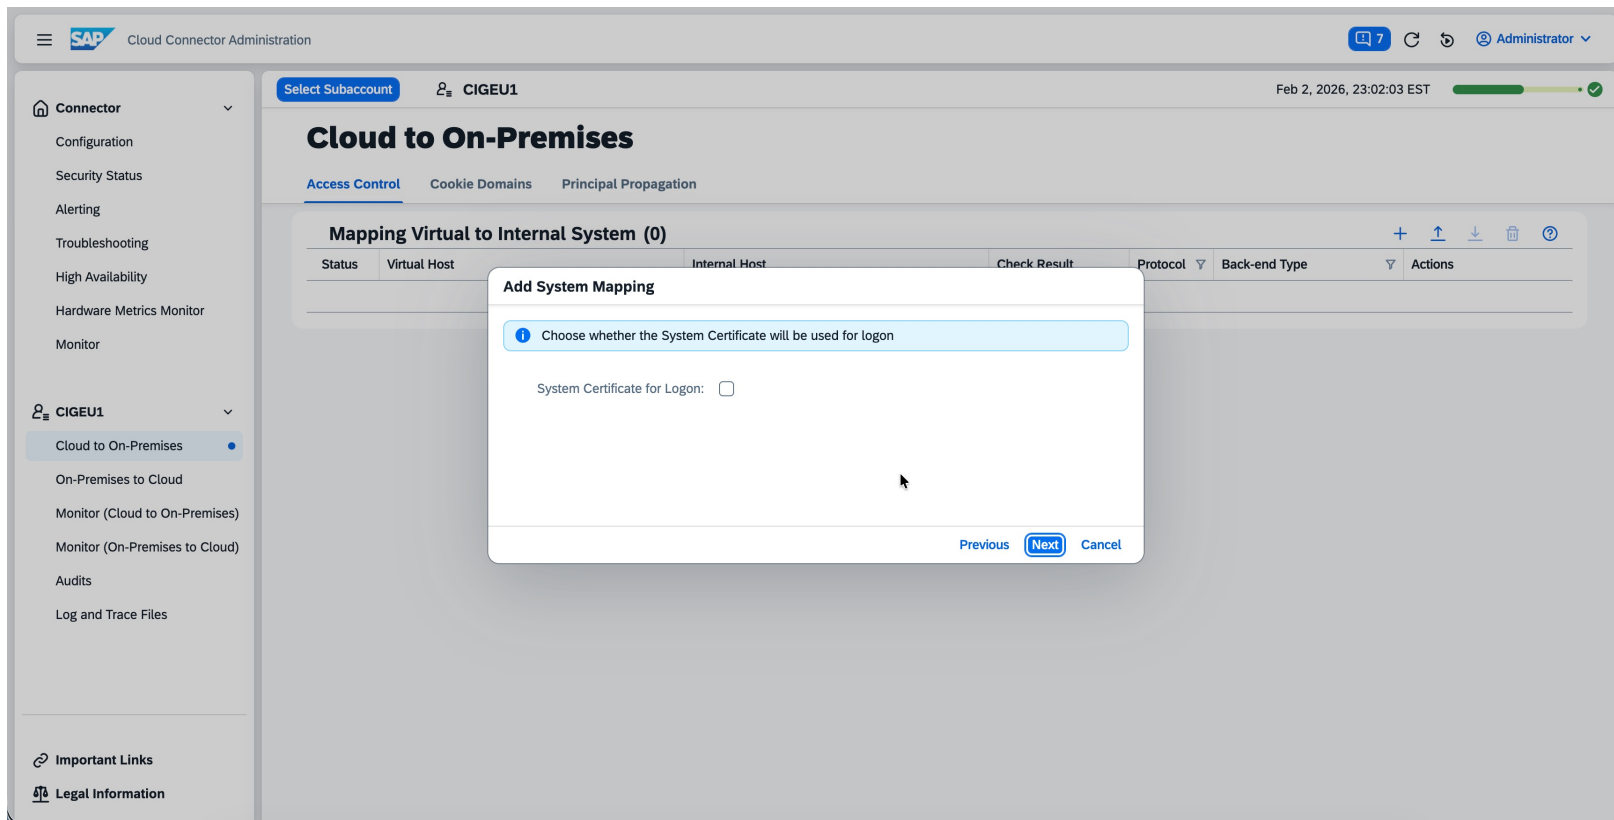 SAP Cloud Connector Administration
7
Administrator
Connector
Configuration
Security Status
Alerting
Troubleshooting
High Availability
Hardware Metrics Monitor
Monitor
CIGEU1
Cloud to On-Premises
On-Premises to Cloud
Monitor (Cloud to On-Premises)
Monitor (On-Premises to Cloud)
Audits
Log and Trace Files
Important Links
Legal Information
Select Subaccount
CIGEU1
Feb 2, 2026, 23:02:03 EST
Cloud to On-Premises
Access Control Cookie Domains Principal Propagation
Mapping Virtual to Internal System (0)
Status Virtual Host Internal Host Check Result Protocol Back-end Type Actions
Add System Mapping
Choose whether the System Certificate will be used for logon
System Certificate for Logon:
Previous Next Cancel